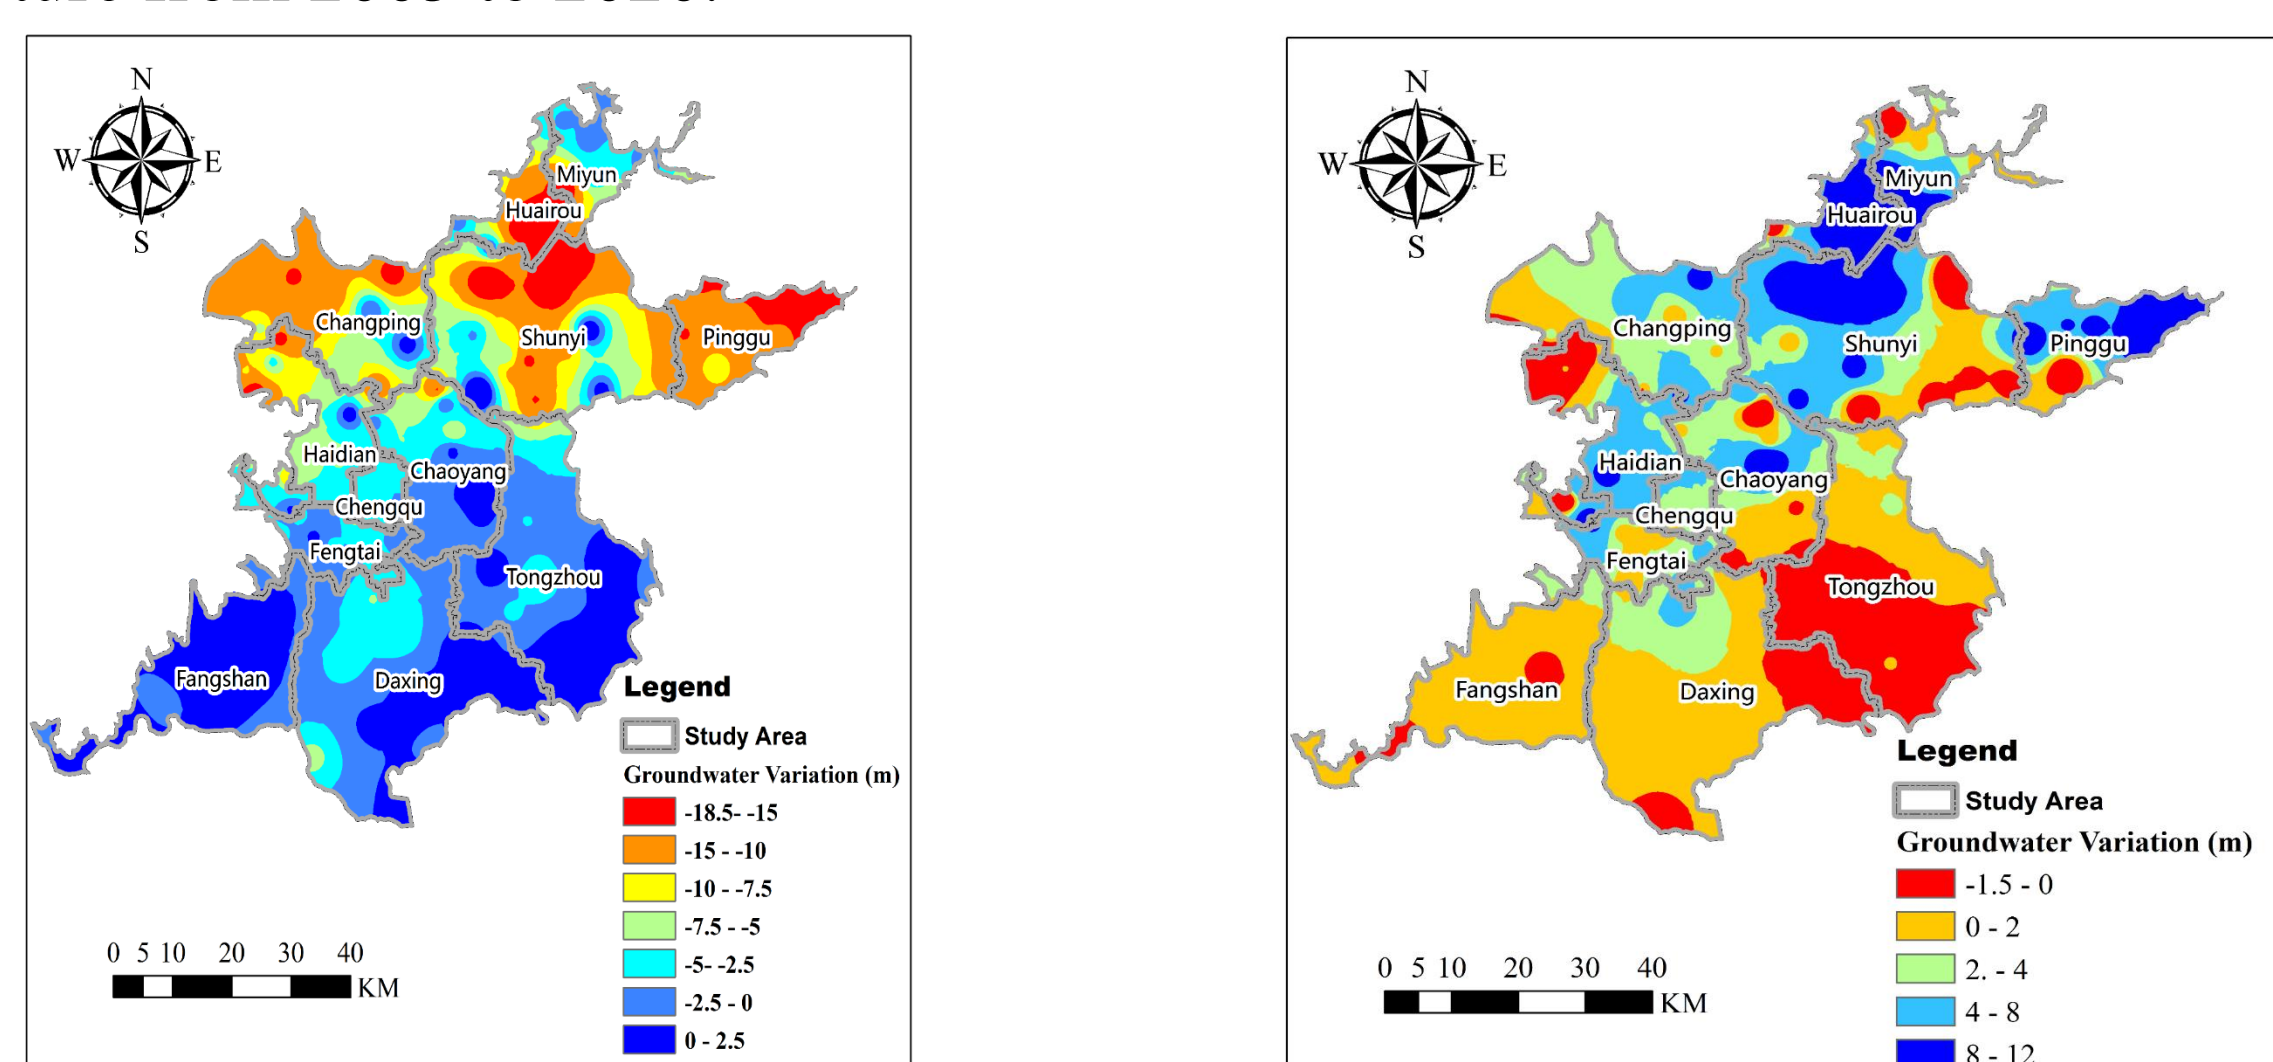 N
W E
S
Miyun
Huairou
Changping
Shunyi
Pinggu
Haidian
Chaoyang
Chengqu
Fengtai
Tongzhou
Fangshan
Daxing
Legend
Study Area
Groundwater Variation (m)
-18.5- -15
-15 - -10
-10 - -7.5
-7.5 - -5
-5- -2.5
-2.5 - 0
0 - 2.5
0 5 10 20 30 40
KM
N
W E
S
Miyun
Huairou
Changping
Shunyi
Pinggu
Haidian
Chaoyang
Chengqu
Fengtai
Tongzhou
Fangshan
Daxing
Legend
Study Area
Groundwater Variation (m)
-1.5 - 0
0 - 2
2. - 4
4 - 8
8 - 12
0 5 10 20 30 40
KM